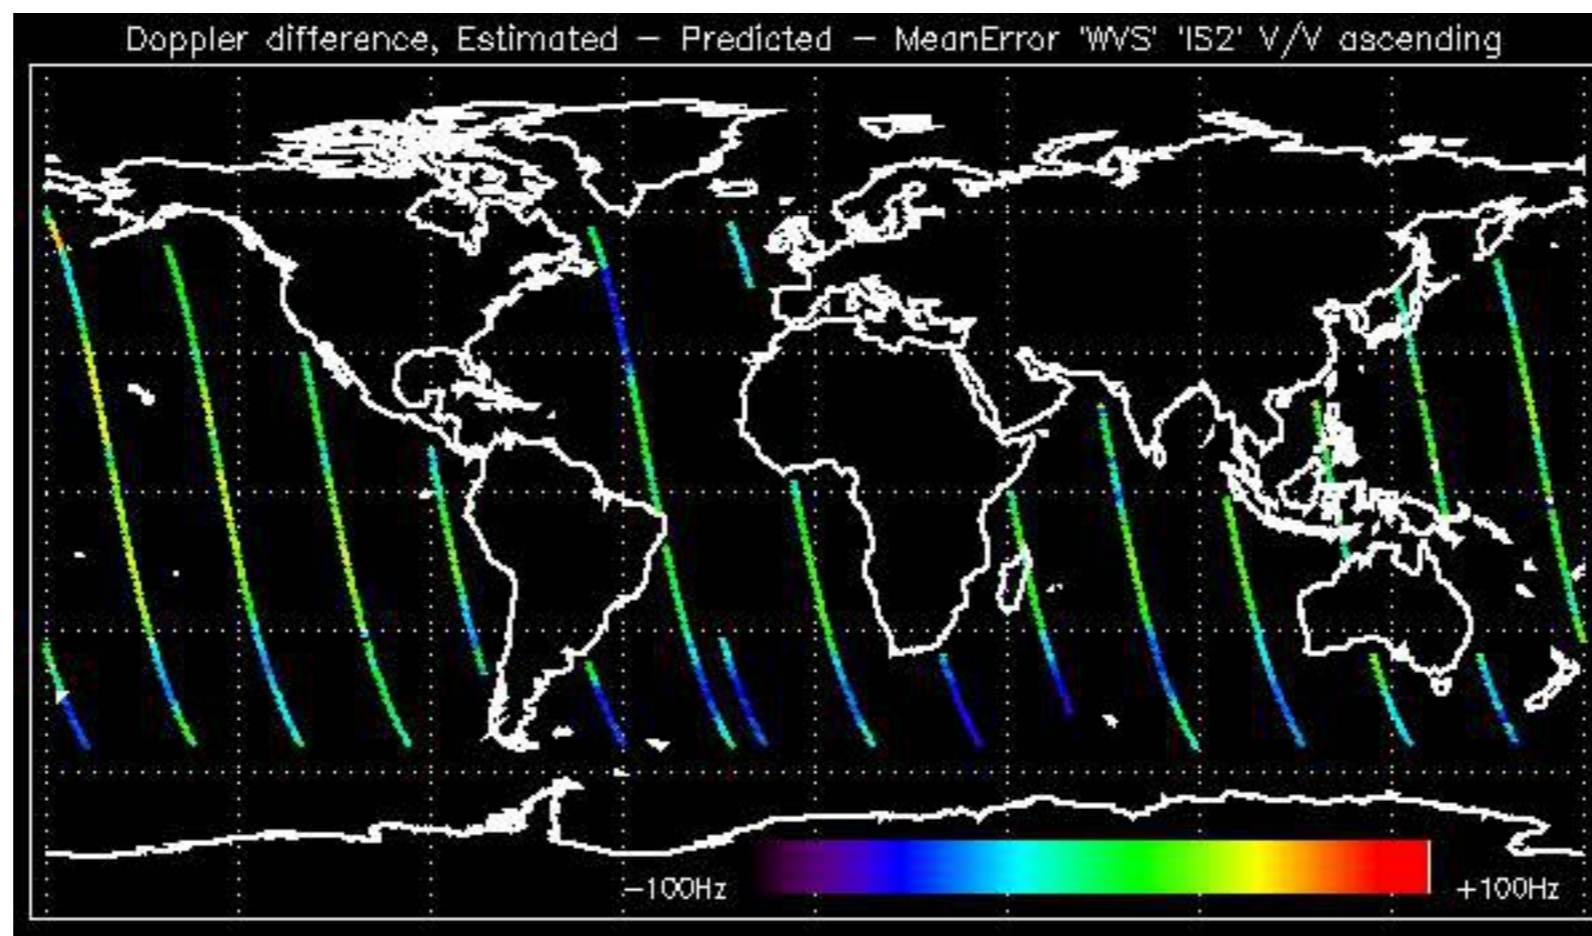 Doppler difference, Estimated − Predicted − MeanError 'WVS' 'IS2' V/V ascending
−100Hz +100Hz